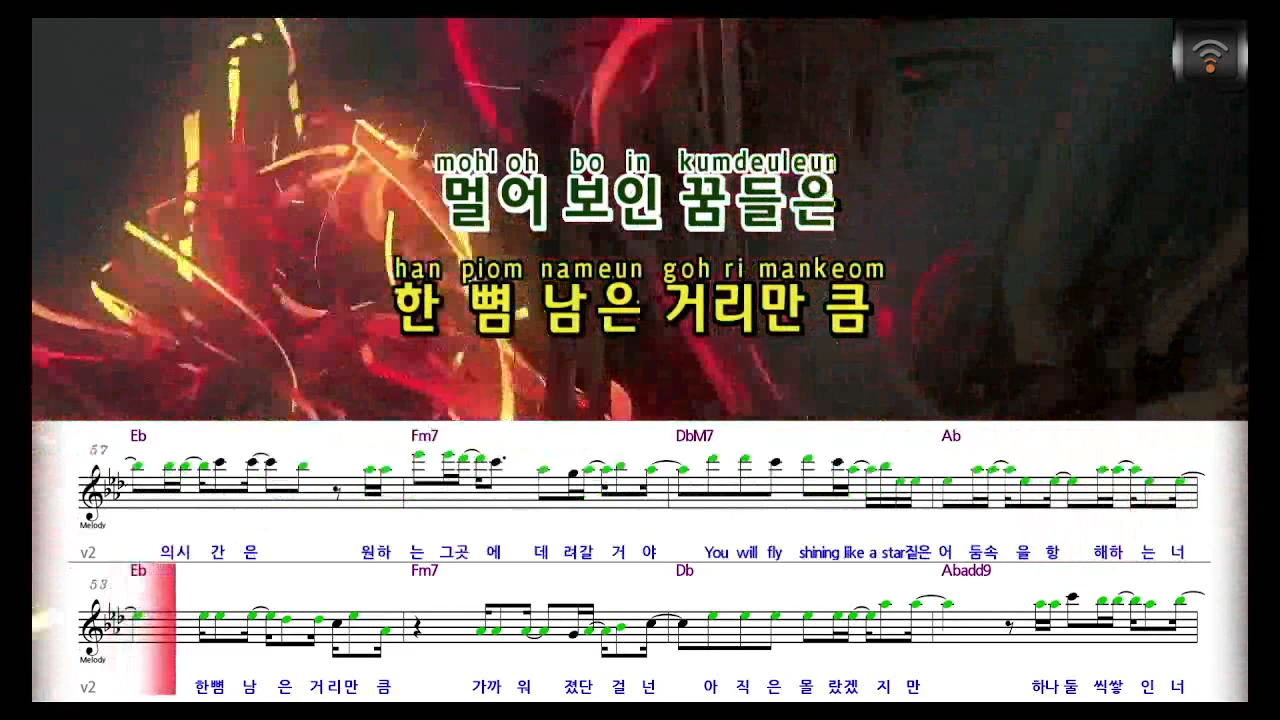 mohl oh bo in kumdeuleun
멀어 보인 꿈들은
han piom nameun goh ri mankeom
한 뼘 남은 거리만 큼
Eb Fm7 DbM7 Ab
57
Melody
v2 의시 간 은 원하 는 그곳 에 데 려갈 거 야 You will fly shining like a star짙은 어 둠속 을 항 해하 는 너
Eb Fm7 Db Abadd9
53
Melody
v2 한뼘 남 은 거리만 큼 가까 워 졌단 걸 넌 아 직 은 몰 랐겠 지 만 하나 둘 씩쌓 인 너